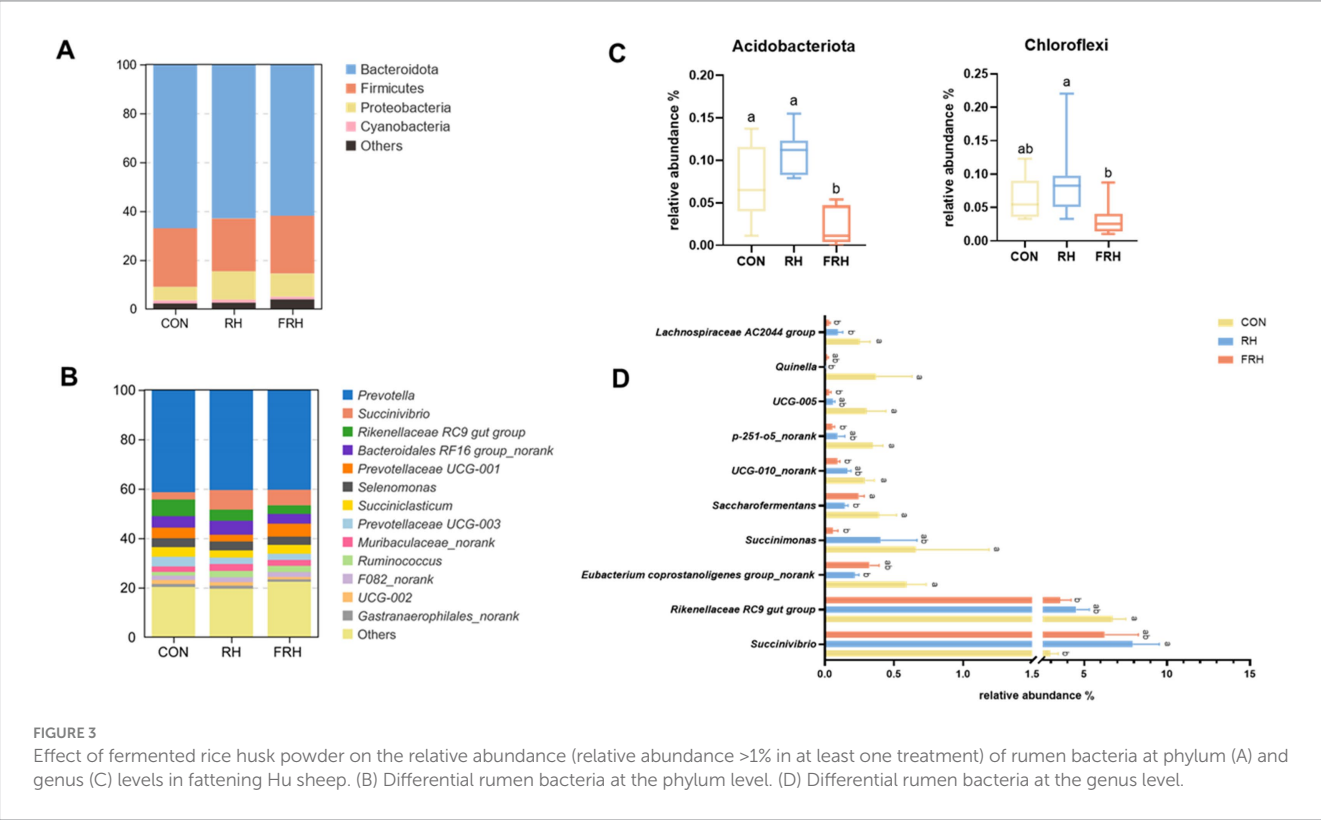 A
100
80
60
40
20
0
CON RH FRH
Bacteroidota
Firmicutes
Proteobacteria
Cyanobacteria
Others
B
100
80
60
40
20
0
CON RH FRH
Prevotella
Succinivibrio
Rikenellaceae RC9 gut group
Bacteroidales RF16 group_norank
Prevotellaceae UCG-001
Selenomonas
Succiniclasticum
Prevotellaceae UCG-003
Muribaculaceae_norank
Ruminococcus
F082_norank
UCG-002
Gastranaerophilales_norank
Others
C
Acidobacteriota
relative abundance %
0.20
0.15
0.10
0.05
0.00
a
a
b
CON RH FRH
Chloroflexi
relative abundance %
0.25
0.20
0.15
0.10
0.05
0.00
ab
a
b
CON RH FRH
D
CON
RH
FRH
Lachnospiraceae AC2044 group
b
b
a
Quinella
ab
b
a
UCG-005
b
ab
a
p-251-o5_norank
b
ab
a
UCG-010_norank
b
ab
a
Saccharofermentans
a
b
a
Succinimonas
b
ab
a
Eubacterium coprostanoligenes group_norank
ab
b
a
Rikenellaceae RC9 gut group
b
ab
a
Succinivibrio
ab
a
b
0.0 0.5 1.0 1.5 5 10 15
relative abundance %
FIGURE 3
Effect of fermented rice husk powder on the relative abundance (relative abundance >1% in at least one treatment) of rumen bacteria at phylum (A) and
genus (C) levels in fattening Hu sheep. (B) Differential rumen bacteria at the phylum level. (D) Differential rumen bacteria at the genus level.